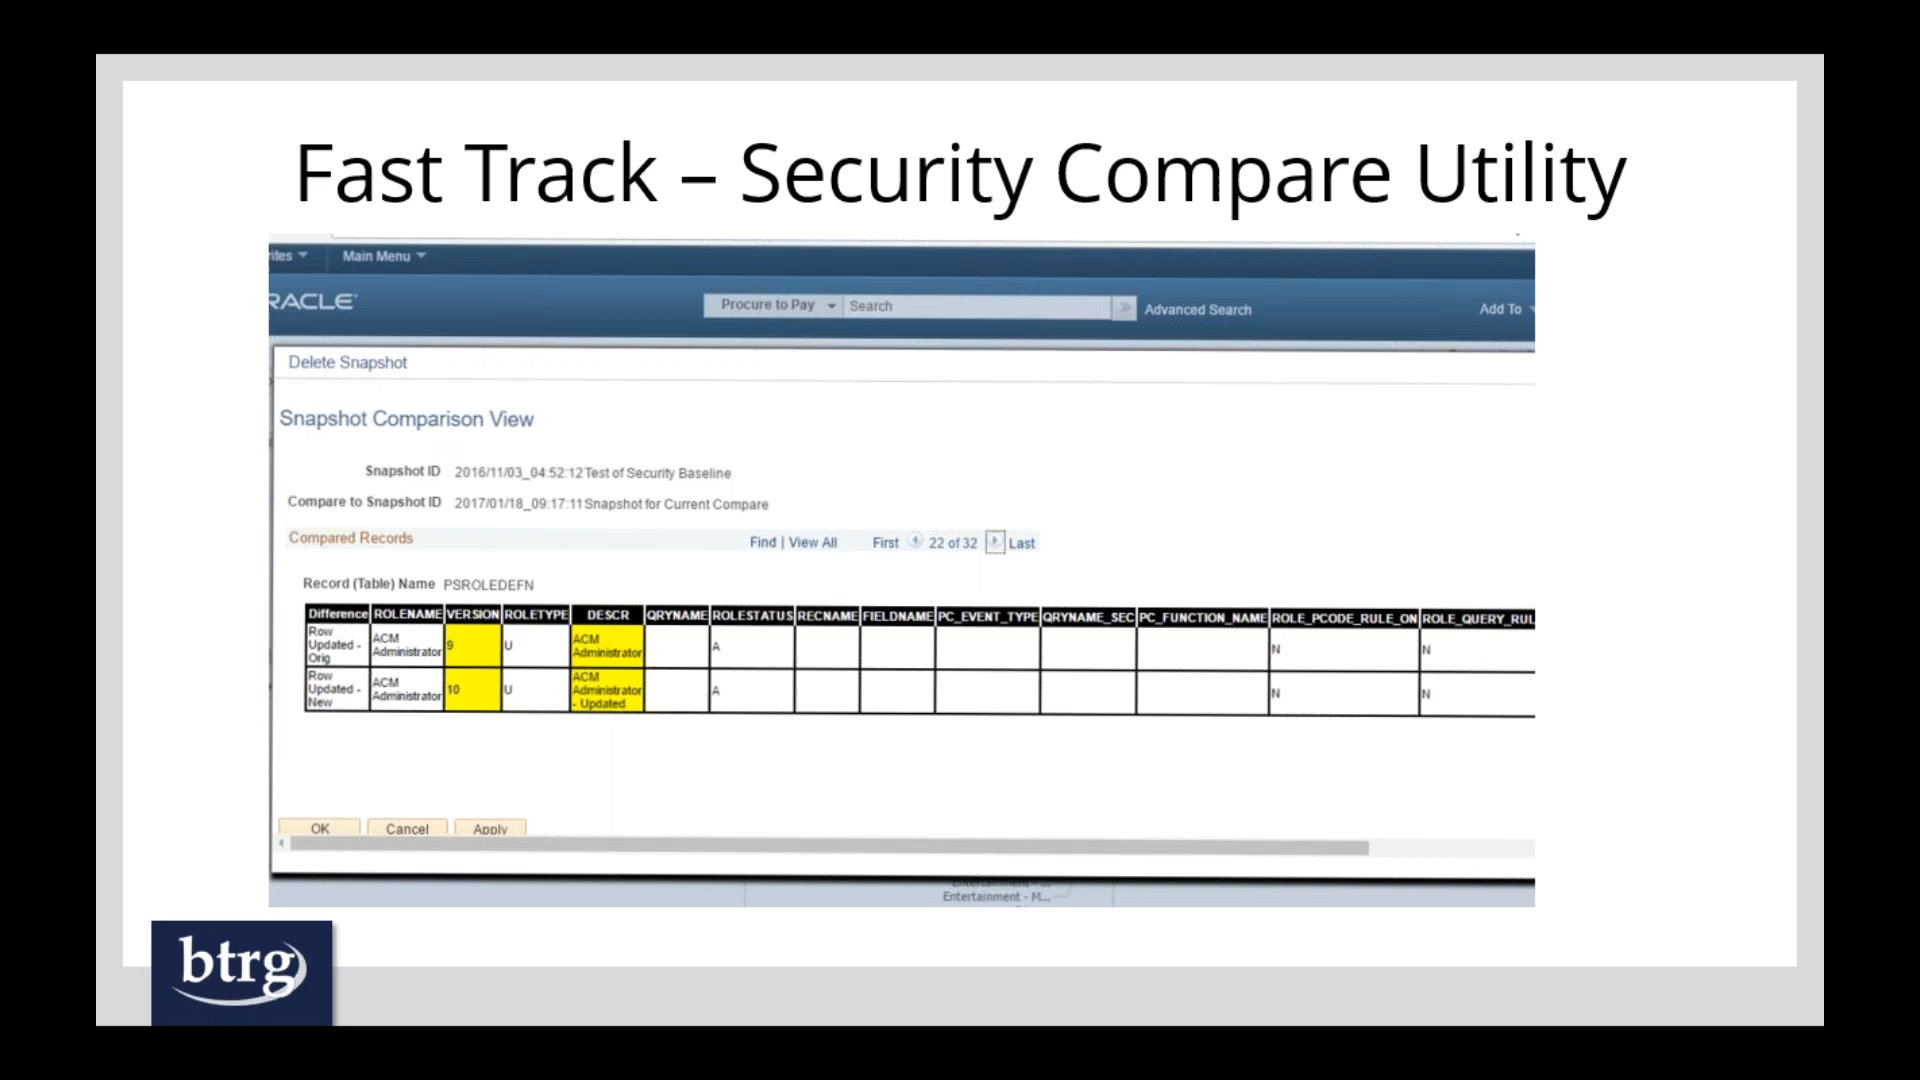 Fast Track – Security Compare Utility
rites Main Menu
RACLE Procure to Pay Search Advanced Search Add To
Delete Snapshot
Snapshot Comparison View
Snapshot ID 2016/11/03_04:52:12 Test of Security Baseline
Compare to Snapshot ID 2017/01/18_09:17:11 Snapshot for Current Compare
Compared Records Find | View All First 22 of 32 Last
Record (Table) Name PSROLEDEFN
Difference ROLENAME VERSION ROLETYPE DESCR QRYNAME ROLESTATUS RECNAME FIELDNAME PC_EVENT_TYPE QRYNAME_SEC PC_FUNCTION_NAME ROLE_PCODE_RULE_ON ROLE_QUERY_RUL
Row Updated - Orig ACM Administrator 9 U ACM Administrator A N N
Row Updated - New ACM Administrator 10 U ACM Administrator - Updated A N N
OK Cancel Apply
Entertainment - M...
btrg